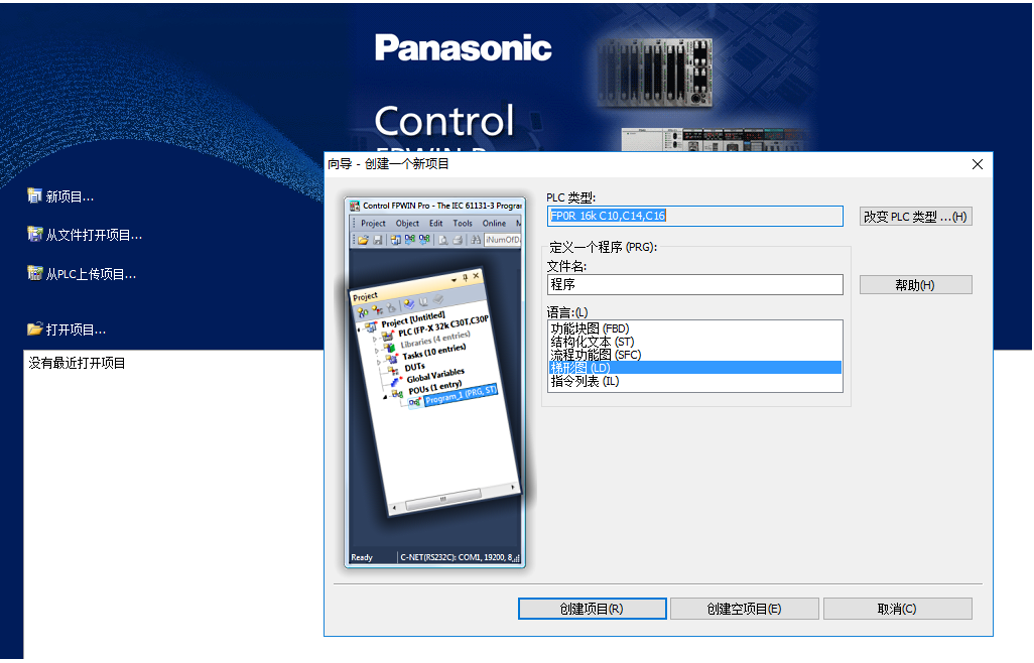 Panasonic
Control
向导 - 创建一个新项目
新项目...
从文件打开项目...
从PLC上传项目...
打开项目...
没有最近打开项目
Control FPWIN Pro - The IEC 61131-3 Program
Project Object Edit Tools Online
iNumOfD
Project
Project [Untitled]
PLC (FP-X 32k C30T,C30P
Libraries (4 entries)
Tasks (10 entries)
DUTs
Global Variables
POUs (1 entry)
Program_1 (PRG, ST)
Ready
C-NET(RS232C): COM1, 19200, 8,
PLC 类型:
FP0R 16k C10,C14,C16
改变 PLC 类型 ...(H)
定义一个程序 (PRG):
文件名:
程序
帮助(H)
语言:(L)
功能块图 (FBD)
结构化文本 (ST)
流程功能图 (SFC)
梯形图 (LD)
指令列表 (IL)
创建项目(R)
创建空项目(E)
取消(C)